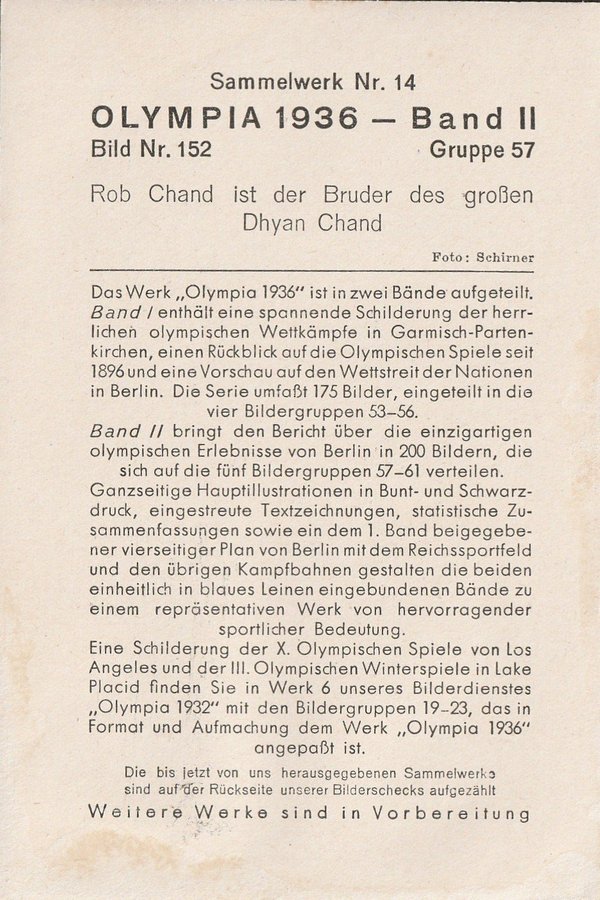 Sammelwerk Nr. 14
OLYMPIA 1936 — Band II
Bild Nr. 152 Gruppe 57
Rob Chand ist der Bruder des großen
Dhyan Chand
Foto: Schirner
Das Werk „Olympia 1936“ ist in zwei Bände aufgeteilt.
Band I enthält eine spannende Schilderung der herr-
lichen olympischen Wettkämpfe in Garmisch-Parten-
kirchen, einen Rückblick auf die Olympischen Spiele seit
1896 und eine Vorschau auf den Wettstreit der Nationen
in Berlin. Die Serie umfaßt 175 Bilder, eingeteilt in die
vier Bildergruppen 53–56.
Band II bringt den Bericht über die einzigartigen
olympischen Erlebnisse von Berlin in 200 Bildern, die
sich auf die fünf Bildergruppen 57–61 verteilen.
Ganzseitige Hauptillustrationen in Bunt- und Schwarz-
druck, eingestreute Textzeichnungen, statistische Zu-
sammenfassungen sowie ein dem 1. Band beigegebe-
ner vierseitiger Plan von Berlin mit dem Reichssportfeld
und den übrigen Kampfbahnen gestalten die beiden
einheitlich in blaues Leinen eingebundenen Bände zu
einem repräsentativen Werk von hervorragender
sportlicher Bedeutung.
Eine Schilderung der X. Olympischen Spiele von Los
Angeles und der III. Olympischen Winterspiele in Lake
Placid finden Sie in Werk 6 unseres Bilderdienstes
„Olympia 1932“ mit den Bildergruppen 19–23, das in
Format und Aufmachung dem Werk „Olympia 1936“
angepaßt ist.
Die bis jetzt von uns herausgegebenen Sammelwerke
sind auf der Rückseite unserer Bilderschecks aufgezählt
Weitere Werke sind in Vorbereitung